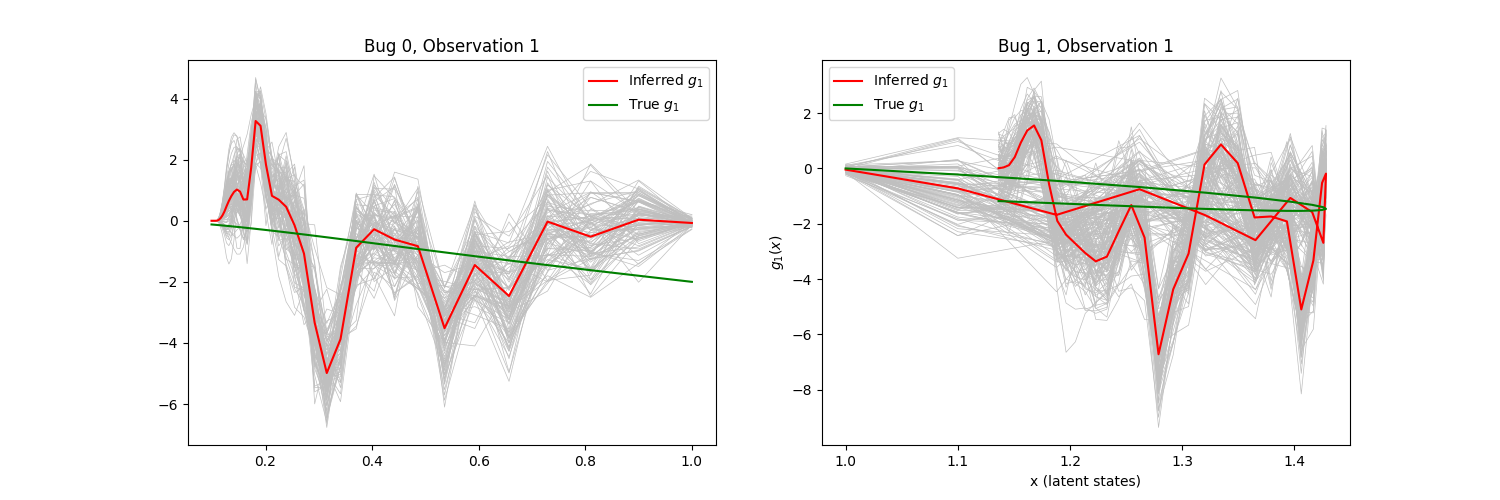 Bug 0, Observation 1
Inferred g₁
True g₁
4
2
0
−2
−4
−6
0.2 0.4 0.6 0.8 1.0
Bug 1, Observation 1
Inferred g₁
True g₁
g₁(x)
2
0
−2
−4
−6
−8
1.0 1.1 1.2 1.3 1.4
x (latent states)